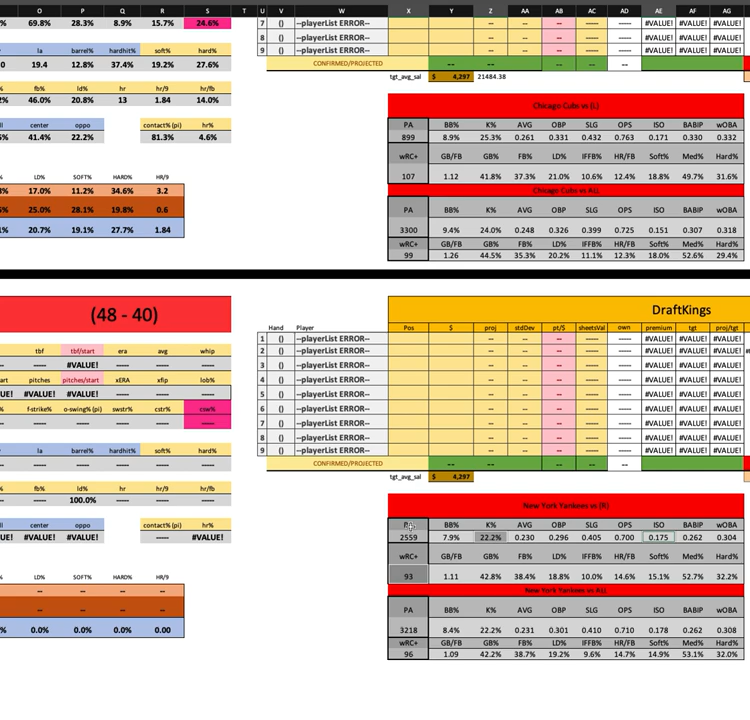 O P Q R S T U V W X Y Z AA AB AC AD AE AF AG
69.8% 28.3% 8.9% 15.7% 24.6% 7 () --playerList ERROR-- -- -- -- ----- ----- #VALUE! #VALUE! #VALUE!
8 () --playerList ERROR-- -- -- -- ----- ----- #VALUE! #VALUE! #VALUE!
la barrel% hardhit% soft% hard% 9 () --playerList ERROR-- -- -- -- ----- ----- #VALUE! #VALUE! #VALUE!
0 19.4 12.8% 37.4% 19.2% 27.6% CONFIRMED/PROJECTED -- -- -- -- --
tgt_avg_sal $ 4,297 21484.38
% fb% ld% hr hr/9 hr/fb
2% 46.0% 20.8% 13 1.84 14.0%
Chicago Cubs vs (L)
ll center oppo contact% (pi) hr% PA BB% K% AVG OBP SLG OPS ISO BABIP wOBA
41.4% 22.2% 81.3% 4.6% 899 8.9% 25.3% 0.261 0.331 0.432 0.763 0.171 0.330 0.332
wRC+ GB/FB GB% FB% LD% IFFB% HR/FB Soft% Med% Hard%
% LD% SOFT% HARD% HR/9 107 1.12 41.8% 37.3% 21.0% 10.6% 12.4% 18.8% 49.7% 31.6%
3% 17.0% 11.2% 34.6% 3.2 Chicago Cubs vs ALL
5% 25.0% 28.1% 19.8% 0.6 PA BB% K% AVG OBP SLG OPS ISO BABIP wOBA
1% 20.7% 19.1% 27.7% 1.84 3300 9.4% 24.0% 0.248 0.326 0.399 0.725 0.151 0.307 0.318
wRC+ GB/FB GB% FB% LD% IFFB% HR/FB Soft% Med% Hard%
99 1.26 44.5% 35.3% 20.2% 11.1% 12.3% 18.0% 52.6% 29.4%
(48 - 40) DraftKings
Hand Player Pos $ proj stdDev pt/$ sheetsVal own premium tgt proj/tgt
1 () --playerList ERROR-- -- -- -- ----- ----- #VALUE! #VALUE! #VALUE!
tbf tbf/start era avg whip 2 () --playerList ERROR-- -- -- -- ----- ----- #VALUE! #VALUE! #VALUE!
----- #VALUE! ----- ----- ----- 3 () --playerList ERROR-- -- -- -- ----- ----- #VALUE! #VALUE! #VALUE!
art pitches pitches/start xERA xfip lob% 4 () --playerList ERROR-- -- -- -- ----- ----- #VALUE! #VALUE! #VALUE!
UE! #VALUE! #VALUE! ----- ----- ----- 5 () --playerList ERROR-- -- -- -- ----- ----- #VALUE! #VALUE! #VALUE!
% f-strike% o-swing% (pi) swstr% cstr% csw% 6 () --playerList ERROR-- -- -- -- ----- ----- #VALUE! #VALUE! #VALUE!
----- ----- ----- ----- ----- 7 () --playerList ERROR-- -- -- -- ----- ----- #VALUE! #VALUE! #VALUE!
8 () --playerList ERROR-- -- -- -- ----- ----- #VALUE! #VALUE! #VALUE!
la barrel% hardhit% soft% hard% 9 () --playerList ERROR-- -- -- -- ----- ----- #VALUE! #VALUE! #VALUE!
----- ----- ----- ----- ----- CONFIRMED/PROJECTED -- -- -- -- --
tgt_avg_sal $ 4,297
% fb% ld% hr hr/9 hr/fb
----- 100.0% ----- ----- -----
New York Yankees vs (R)
ll center oppo contact% (pi) hr% BB% K% AVG OBP SLG OPS ISO BABIP wOBA
UE! #VALUE! #VALUE! ----- #VALUE! 2559 7.9% 22.2% 0.230 0.296 0.405 0.700 0.175 0.262 0.304
wRC+ GB/FB GB% FB% LD% IFFB% HR/FB Soft% Med% Hard%
% LD% SOFT% HARD% HR/9 93 1.11 42.8% 38.4% 18.8% 10.0% 14.6% 15.1% 52.7% 32.2%
-- -- -- -- New York Yankees vs ALL
-- -- -- -- PA BB% K% AVG OBP SLG OPS ISO BABIP wOBA
% 0.0% 0.0% 0.0% 0.00 3218 8.4% 22.2% 0.231 0.301 0.410 0.710 0.178 0.262 0.308
wRC+ GB/FB GB% FB% LD% IFFB% HR/FB Soft% Med% Hard%
96 1.09 42.2% 38.7% 19.2% 9.6% 14.7% 14.9% 53.1% 32.0%